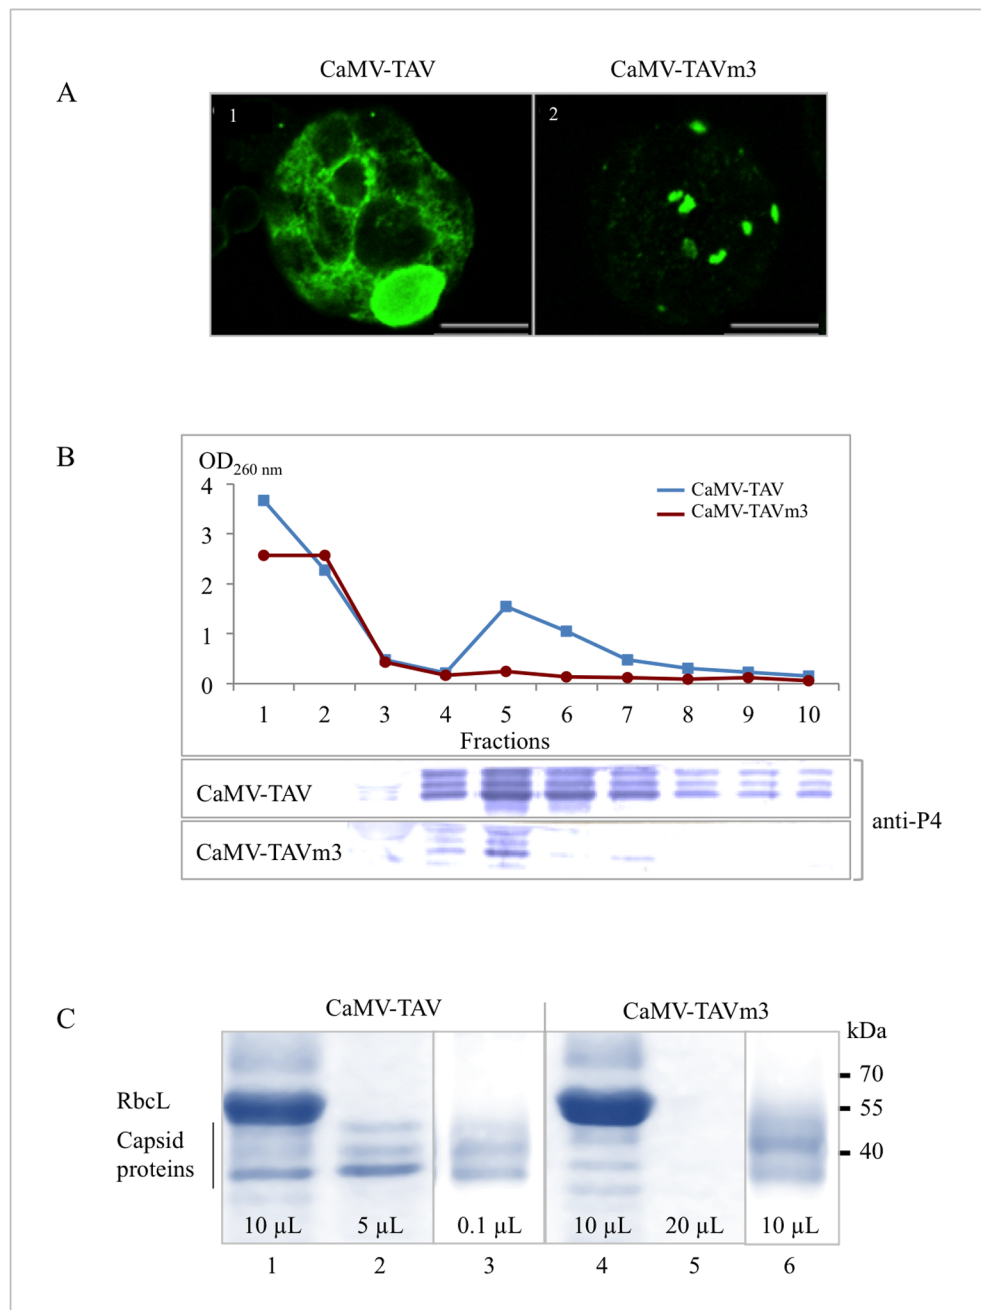 A
CaMV-TAV CaMV-TAVm3
1 2
B
OD260 nm
4
3
2
1
0
CaMV-TAV
CaMV-TAVm3
1 2 3 4 5 6 7 8 9 10
Fractions
CaMV-TAV
CaMV-TAVm3
anti-P4
C
CaMV-TAV CaMV-TAVm3
kDa
70
55
40
RbcL
Capsid
proteins
10 µL 5 µL 0.1 µL 10 µL 20 µL 10 µL
1 2 3 4 5 6